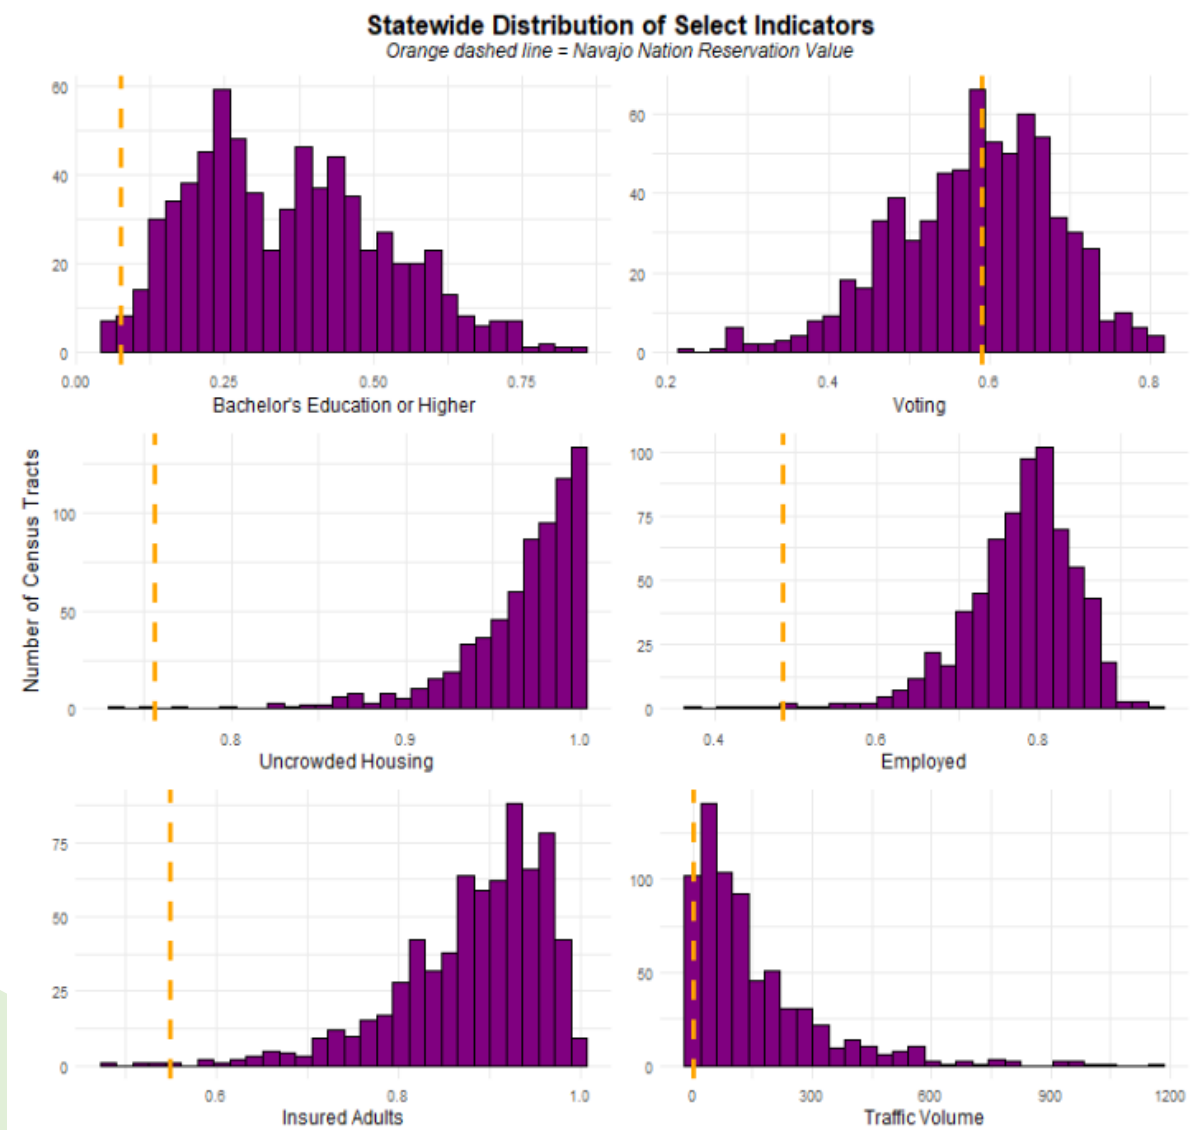 Statewide Distribution of Select Indicators
Orange dashed line = Navajo Nation Reservation Value
60
40
20
0
0.00 0.25 0.50 0.75
Bachelor's Education or Higher
60
40
20
0
0.2 0.4 0.6 0.8
Voting
Number of Census Tracts
100
50
0
0.8 0.9 1.0
Uncrowded Housing
100
75
50
25
0
0.4 0.6 0.8
Employed
75
50
25
0
0.6 0.8 1.0
Insured Adults
100
50
0
0 300 600 900 1200
Traffic Volume